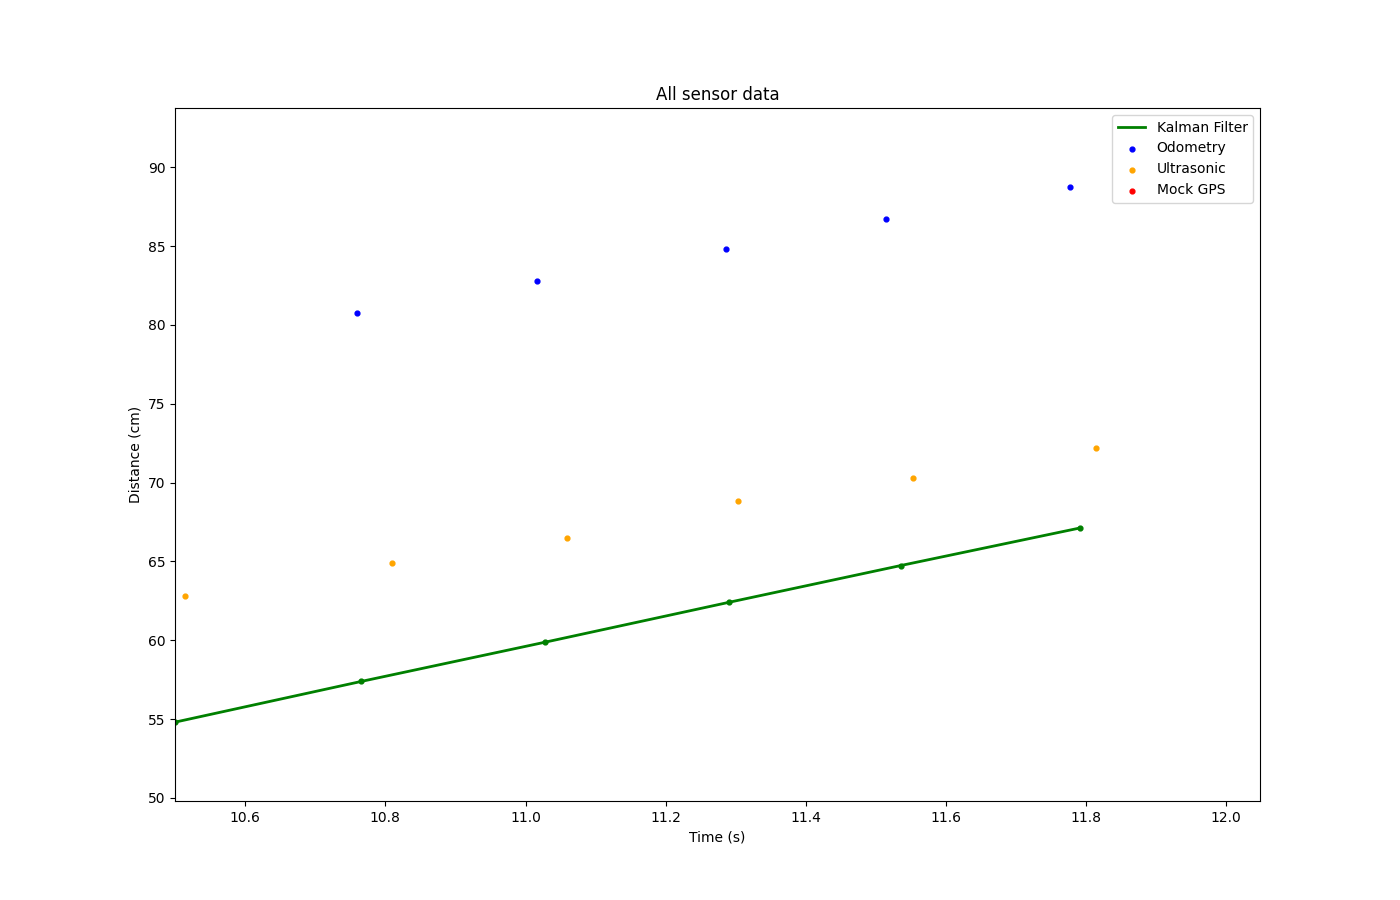 All sensor data
Kalman Filter
Odometry
Ultrasonic
Mock GPS
90
85
80
75
70
65
60
55
50
Distance (cm)
10.6 10.8 11.0 11.2 11.4 11.6 11.8 12.0
Time (s)